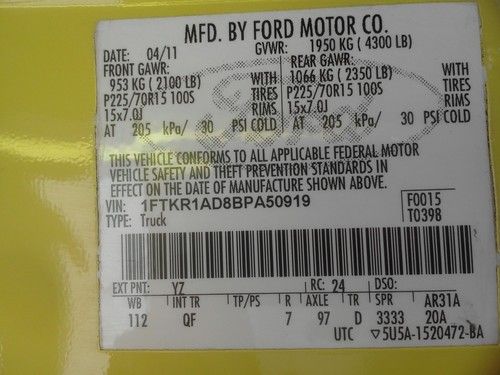 MFD. BY FORD MOTOR CO.
DATE: 04/11 GVWR: 1950 KG (4300 LB)
FRONT GAWR: REAR GAWR:
953 KG (2100 LB) WITH 1066 KG (2350 LB) WITH
P225/70R15 100S TIRES P225/70R15 100S TIRES
15x7.0J RIMS 15x7.0J RIMS
AT 205 kPa/ 30 PSI COLD AT 205 kPa/ 30 PSI COLD
Ford
THIS VEHICLE CONFORMS TO ALL APPLICABLE FEDERAL MOTOR
VEHICLE SAFETY AND THEFT PREVENTION STANDARDS IN
EFFECT ON THE DATE OF MANUFACTURE SHOWN ABOVE.
VIN: 1FTKR1AD8BPA50919 F0015
TYPE: Truck T0398
EXT PNT: YZ RC: 24 DSO:
WB INT TR TP/PS R AXLE TR SPR AR31A
112 QF 7 97 D 3333 20A
UTC ▽5U5A-1520472-BA